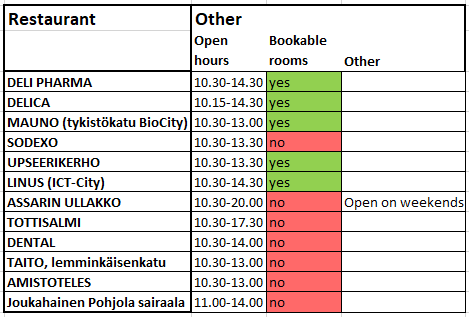 Restaurant Other
Open hours Bookable rooms Other
DELI PHARMA 10.30-14.30 yes
DELICA 10.15-14.30 yes
MAUNO (tykistökatu BioCity) 10.30-13.00 yes
SODEXO 10.30-13.30 no
UPSEERIKERHO 10.30-13.30 yes
LINUS (ICT-City) 10.30-14.30 yes
ASSARIN ULLAKKO 10.30-20.00 no Open on weekends
TOTTISALMI 10.30-17.30 no
DENTAL 10.30-14.00 no
TAITO, lemminkäisenkatu 10.30-13.00 no
AMISTOTELES 10.30-13.00 no
Joukahainen Pohjola sairaala 11.00-14.00 no